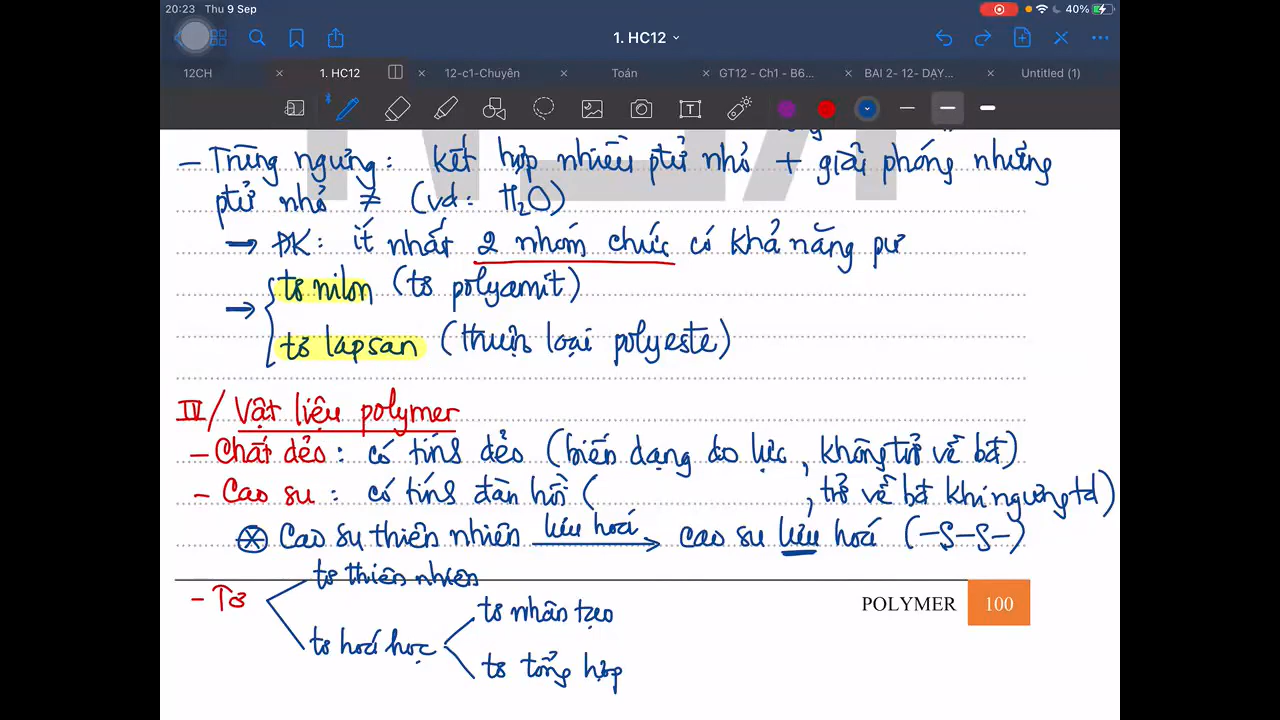 20:23 Thu 9 Sep 40%
1. HC12
12CH 1. HC12 12-c1-Chuyên Toán GT12 - Ch1 - B6... BAI 2- 12- DẠY... Untitled (1)
- Trùng ngưng: kết hợp nhiều ptử nhỏ + giải phóng những
ptử nhỏ ≠ (vd: H₂O)
→ ĐK: ít nhất 2 nhóm chức có khả năng pư
→ { tơ nilon (tơ polyamit)
tơ lapsan (thuộc loại polyeste)
IV/ Vật liệu polymer
- Chất dẻo: có tính dẻo (biến dạng do lực, không trở về bđ)
- Cao su: có tính đàn hồi ( , trở về bđ khi ngưng td)
⊛ Cao su thiên nhiên lưu hoá → cao su lưu hoá (-S-S-)
- Tơ
tơ thiên nhiên
tơ hoá học
tơ nhân tạo
tơ tổng hợp
POLYMER 100